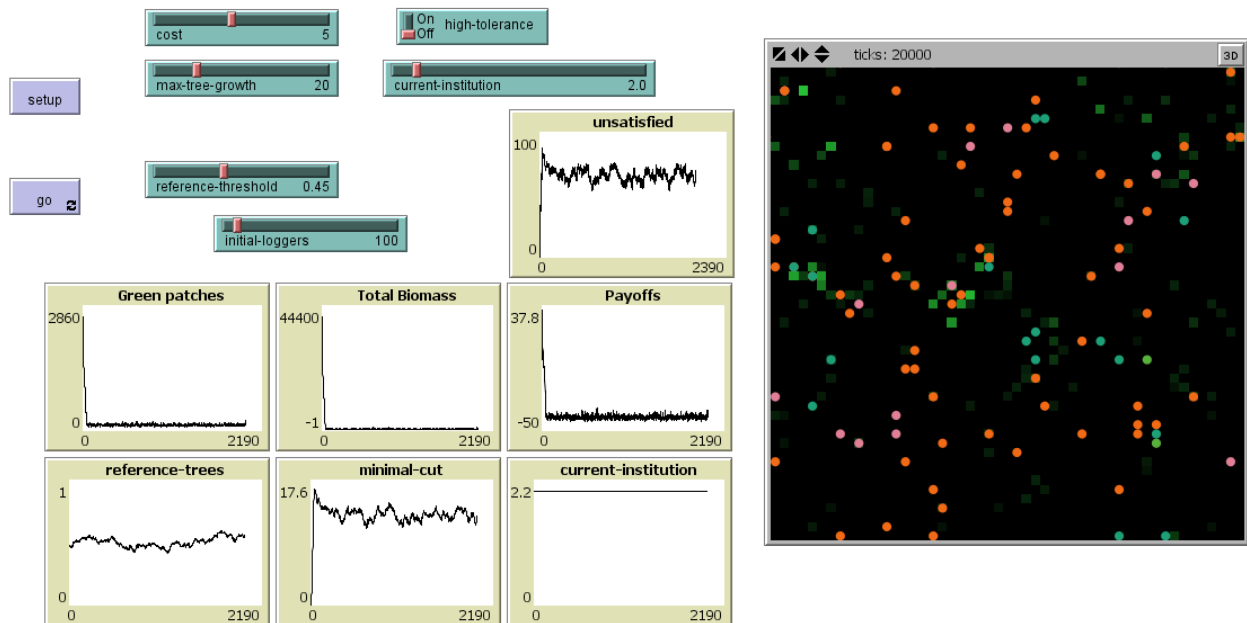 cost 5
On
Off
high-tolerance
max-tree-growth 20
current-institution 2.0
setup
reference-threshold 0.45
go
initial-loggers 100
ticks: 20000
3D
unsatisfied
100
0
0 2390
Green patches
2860
0
0 2190
Total Biomass
44400
-1
0 2190
Payoffs
37.8
-50
0 2190
reference-trees
1
0
0 2190
minimal-cut
17.6
0
0 2190
current-institution
2.2
0
0 2190